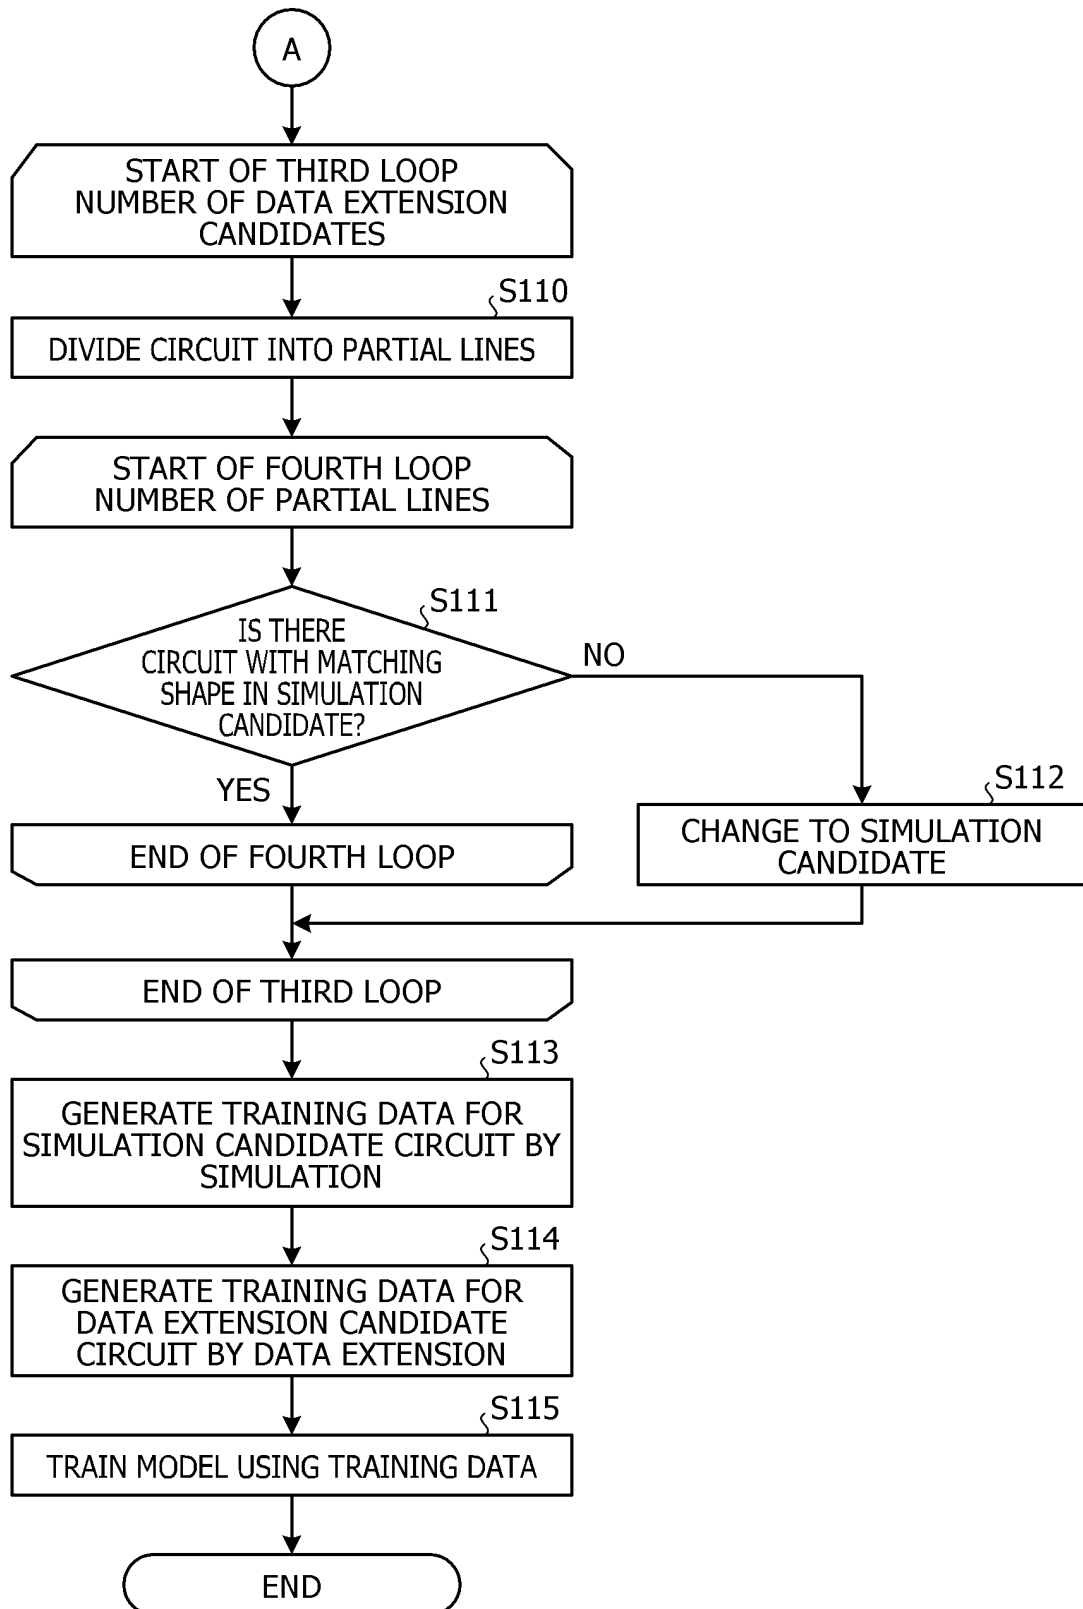 A
START OF THIRD LOOP
NUMBER OF DATA EXTENSION
CANDIDATES
S110
DIVIDE CIRCUIT INTO PARTIAL LINES
START OF FOURTH LOOP
NUMBER OF PARTIAL LINES
S111
IS THERE
CIRCUIT WITH MATCHING
SHAPE IN SIMULATION
CANDIDATE?
NO
YES
S112
CHANGE TO SIMULATION
CANDIDATE
END OF FOURTH LOOP
END OF THIRD LOOP
S113
GENERATE TRAINING DATA FOR
SIMULATION CANDIDATE CIRCUIT BY
SIMULATION
S114
GENERATE TRAINING DATA FOR
DATA EXTENSION CANDIDATE
CIRCUIT BY DATA EXTENSION
S115
TRAIN MODEL USING TRAINING DATA
END